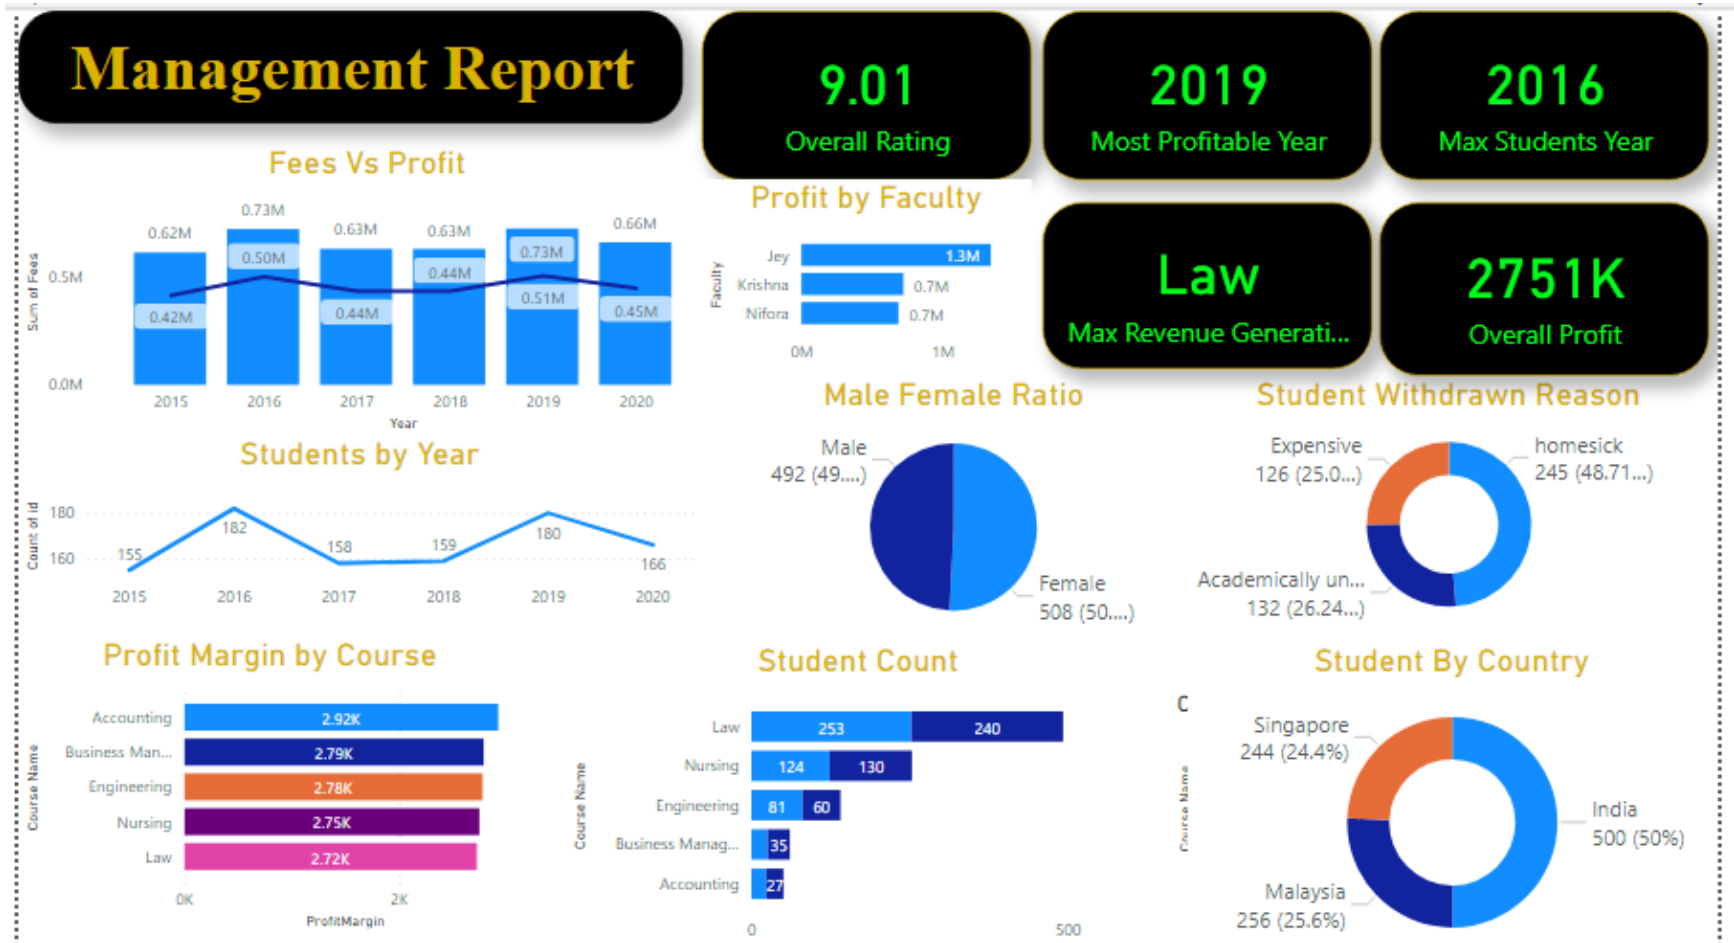 Management Report
9.01
Overall Rating
2019
Most Profitable Year
2016
Max Students Year
Law
Max Revenue Generati...
2751K
Overall Profit
Fees Vs Profit
Sum of Fees
0.5M
0.0M
0.62M
0.73M
0.63M
0.63M
0.73M
0.66M
0.42M
0.50M
0.44M
0.44M
0.51M
0.45M
2015
2016
2017
2018
2019
2020
Year
Profit by Faculty
Faculty
Jey
1.3M
Krishna
0.7M
Nifora
0.7M
0M
1M
Students by Year
Count of id
180
160
155
182
158
159
180
166
2015
2016
2017
2018
2019
2020
Male Female Ratio
Male
492 (49....)
Female
508 (50....)
Student Withdrawn Reason
Expensive
126 (25.0...)
homesick
245 (48.71...)
Academically un...
132 (26.24...)
Profit Margin by Course
Course Name
Accounting
2.92K
Business Man...
2.79K
Engineering
2.78K
Nursing
2.75K
Law
2.72K
0K
2K
ProfitMargin
Student Count
Course Name
Law
253
240
Nursing
124
130
Engineering
81
60
Business Manag...
35
Accounting
27
0
500
Student By Country
Course Name
Singapore
244 (24.4%)
India
500 (50%)
Malaysia
256 (25.6%)